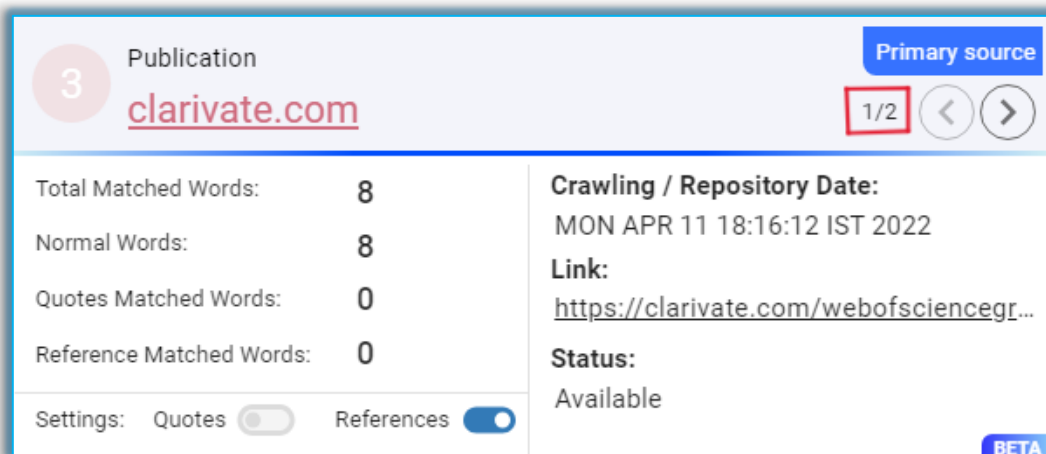 Primary source
3
Publication
clarivate.com
1/2
Total Matched Words: 8
Normal Words: 8
Quotes Matched Words: 0
Reference Matched Words: 0
Settings: Quotes References
Crawling / Repository Date:
MON APR 11 18:16:12 IST 2022
Link:
https://clarivate.com/webofsciencegr...
Status:
Available
BETA